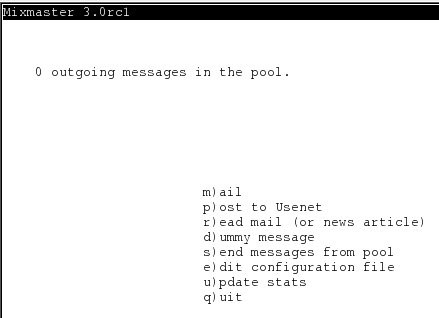 Mixmaster 3.0rc1
0 outgoing messages in the pool.
m)ail
p)ost to Usenet
r)ead mail (or news article)
d)ummy message
s)end messages from pool
e)dit configuration file
u)pdate stats
q)uit